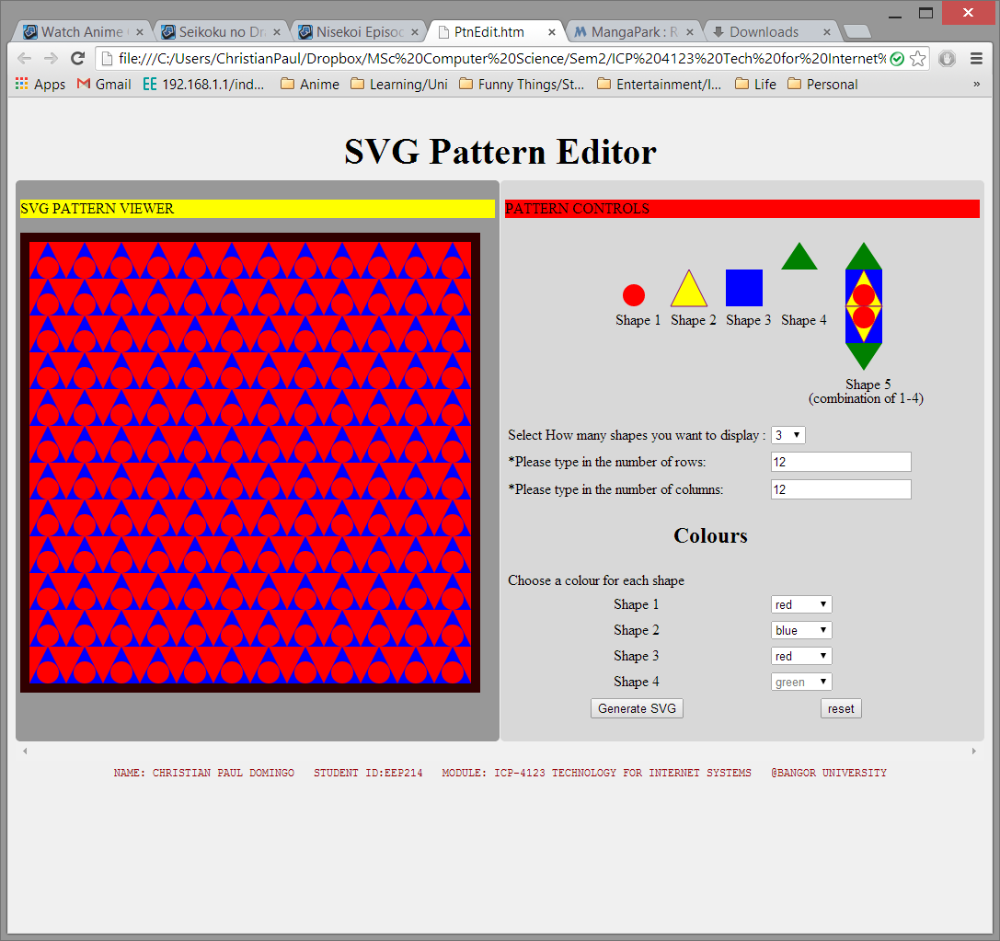 Watch Anime
Seikoku no Dr
Nisekoi Episod
PtnEdit.htm
MangaPark : R
Downloads
file:///C:/Users/ChristianPaul/Dropbox/MSc%20Computer%20Science/Sem2/ICP%204123%20Tech%20for%20Internet%
Apps
Gmail
EE 192.168.1.1/ind...
Anime
Learning/Uni
Funny Things/St...
Entertainment/I...
Life
Personal
»
SVG Pattern Editor
SVG PATTERN VIEWER
PATTERN CONTROLS
Shape 1 Shape 2 Shape 3 Shape 4
Shape 5
(combination of 1-4)
Select How many shapes you want to display : 3
*Please type in the number of rows: 12
*Please type in the number of columns: 12
Colours
Choose a colour for each shape
Shape 1 red
Shape 2 blue
Shape 3 red
Shape 4 green
Generate SVG reset
NAME: CHRISTIAN PAUL DOMINGO STUDENT ID:EEP214 MODULE: ICP-4123 TECHNOLOGY FOR INTERNET SYSTEMS @BANGOR UNIVERSITY